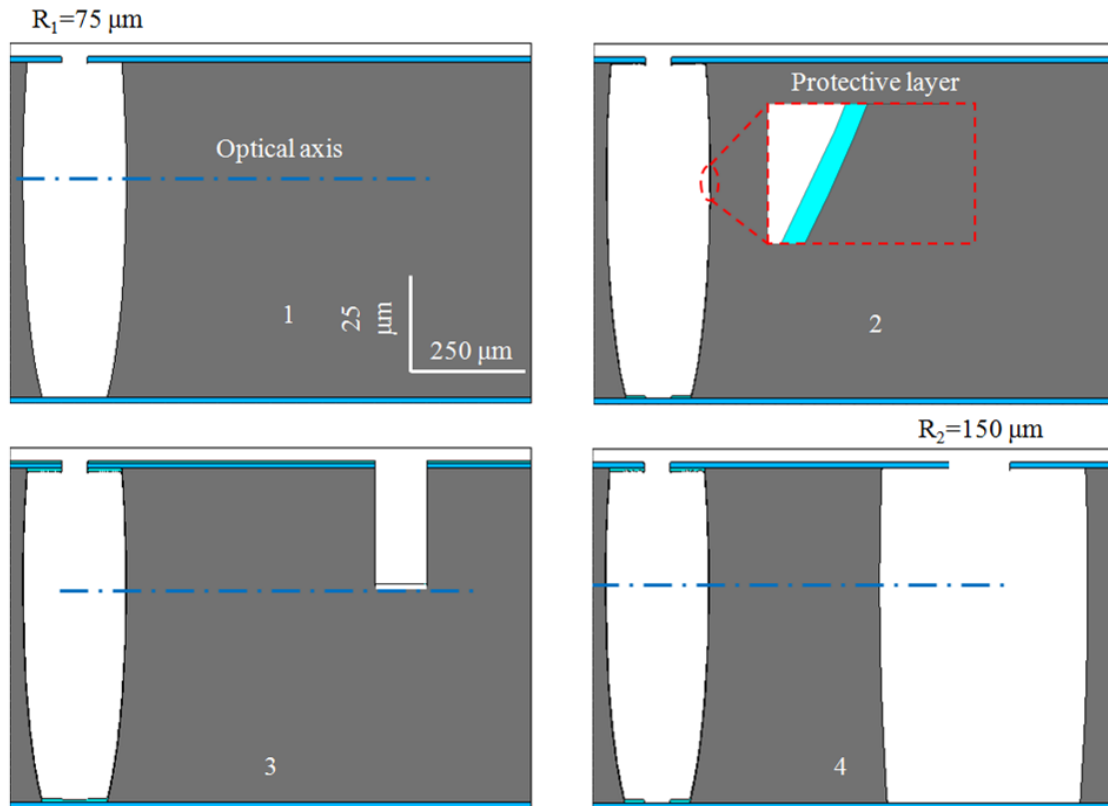 R₁=75 μm
Optical axis
1
25
μm
250 μm
Protective layer
2
3
R₂=150 μm
4